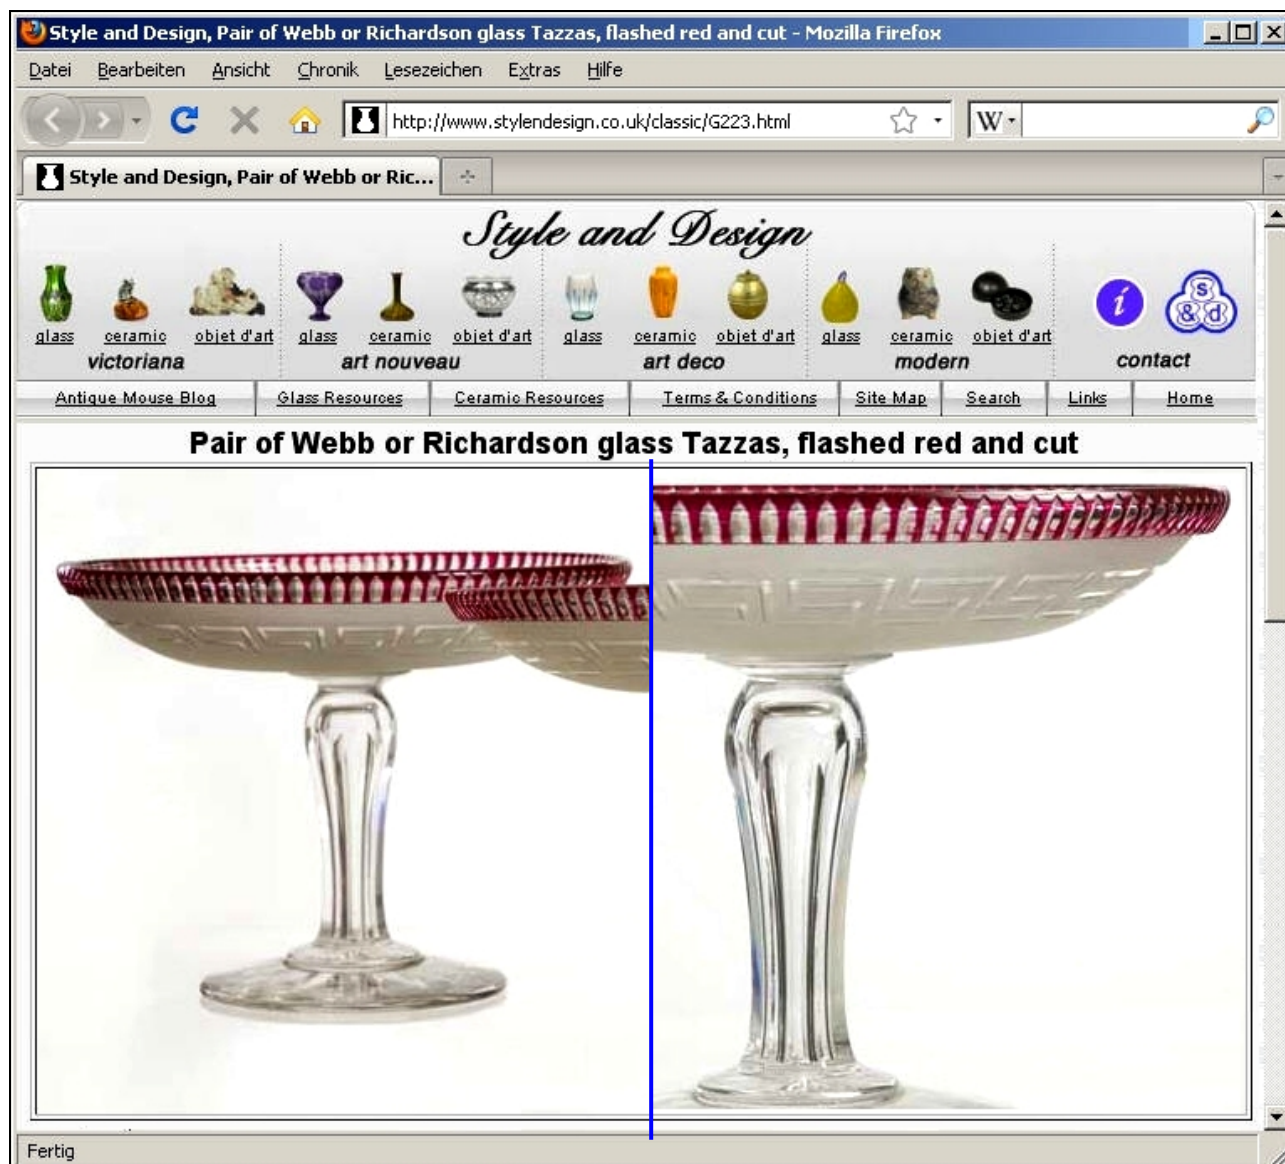 Style and Design, Pair of Webb or Richardson glass Tazzas, flashed red and cut - Mozilla Firefox
Datei Bearbeiten Ansicht Chronik Lesezeichen Extras Hilfe
http://www.stylendesign.co.uk/classic/G223.html W
Style and Design, Pair of Webb or Ric...
Style and Design
glass ceramic objet d'art glass ceramic objet d'art glass ceramic objet d'art glass ceramic objet d'art i s & d
victoriana art nouveau art deco modern contact
Antique Mouse Blog Glass Resources Ceramic Resources Terms & Conditions Site Map Search Links Home
Pair of Webb or Richardson glass Tazzas, flashed red and cut
Fertig